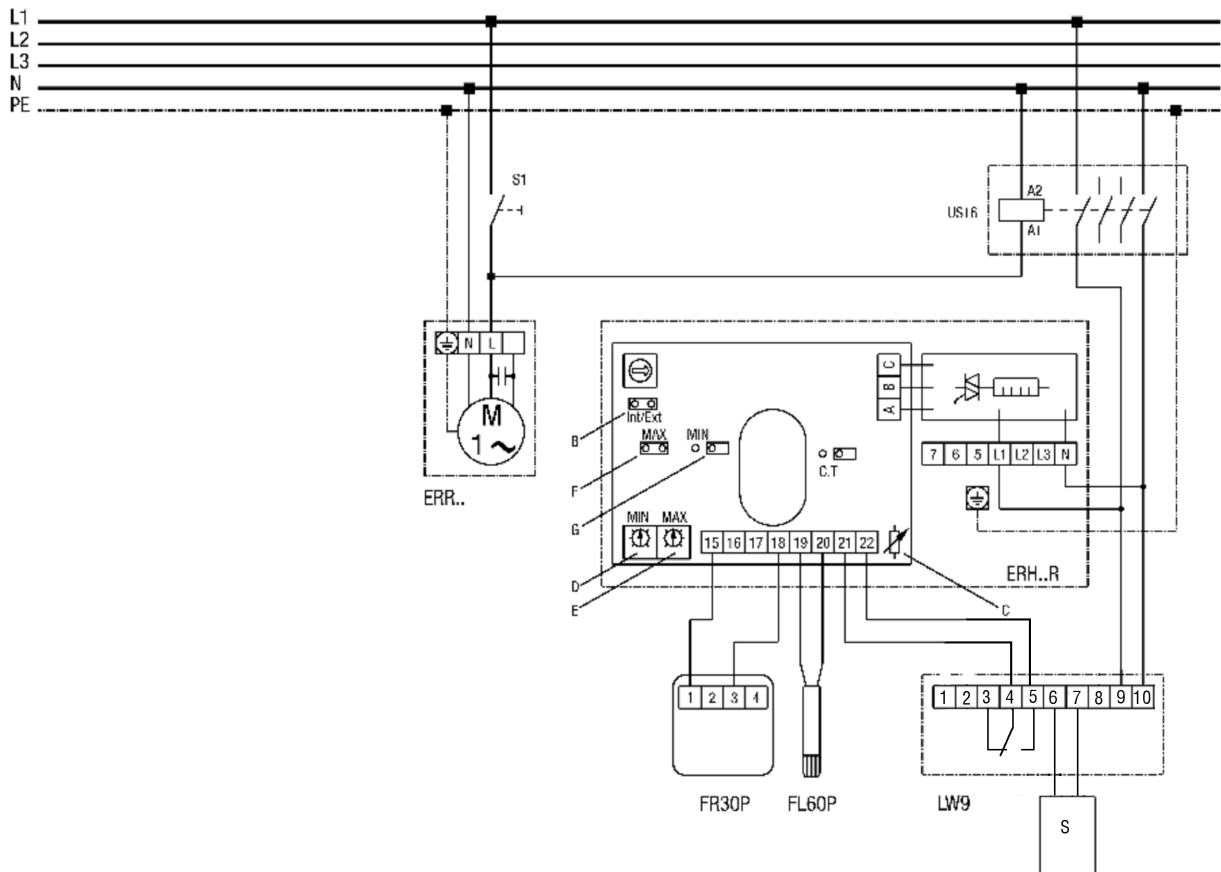 L1
L2
L3
N
PE
S1
A2
US16
A1
N L
M
1~
ERR..
Int/Ext
B
MAX MIN
F
G
C.T
C
B
A
7 6 5 L1 L2 L3 N
MIN MAX
D
E
15 16 17 18 19 20 21 22
ERH..R
C
1 2 3 4
FR30P
FL60P
1 2 3 4 5 6 7 8 9 10
LW9
S